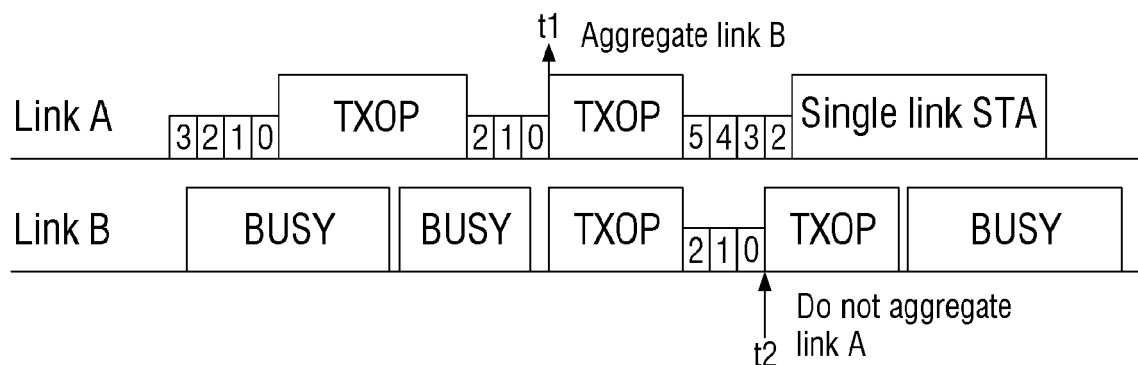 t1 Aggregate link B
Link A 3 2 1 0 TXOP 2 1 0 TXOP 5 4 3 2 Single link STA
Link B BUSY BUSY TXOP 2 1 0 TXOP BUSY
Do not aggregate
t2 link A